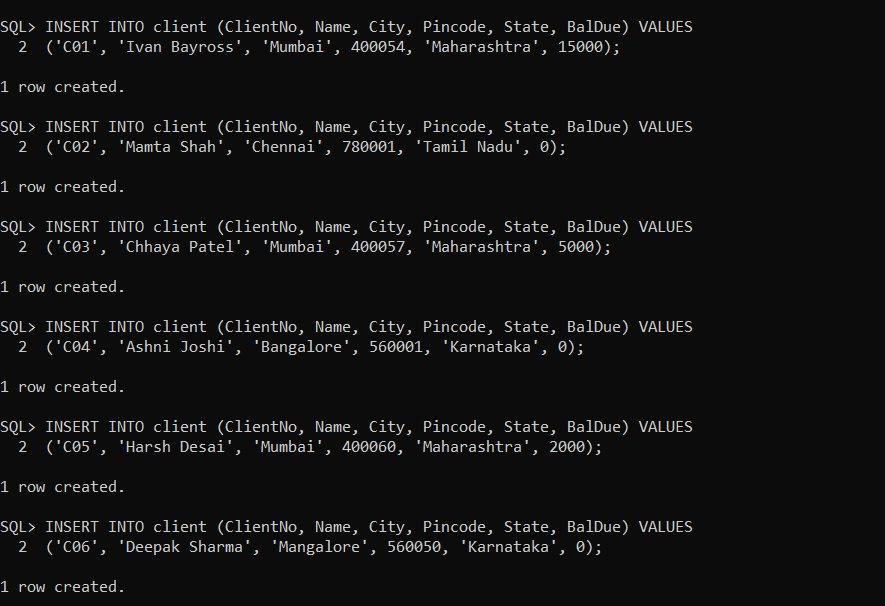 SQL> INSERT INTO client (ClientNo, Name, City, Pincode, State, BalDue) VALUES
  2  ('C01', 'Ivan Bayross', 'Mumbai', 400054, 'Maharashtra', 15000);

1 row created.

SQL> INSERT INTO client (ClientNo, Name, City, Pincode, State, BalDue) VALUES
  2  ('C02', 'Mamta Shah', 'Chennai', 780001, 'Tamil Nadu', 0);

1 row created.

SQL> INSERT INTO client (ClientNo, Name, City, Pincode, State, BalDue) VALUES
  2  ('C03', 'Chhaya Patel', 'Mumbai', 400057, 'Maharashtra', 5000);

1 row created.

SQL> INSERT INTO client (ClientNo, Name, City, Pincode, State, BalDue) VALUES
  2  ('C04', 'Ashni Joshi', 'Bangalore', 560001, 'Karnataka', 0);

1 row created.

SQL> INSERT INTO client (ClientNo, Name, City, Pincode, State, BalDue) VALUES
  2  ('C05', 'Harsh Desai', 'Mumbai', 400060, 'Maharashtra', 2000);

1 row created.

SQL> INSERT INTO client (ClientNo, Name, City, Pincode, State, BalDue) VALUES
  2  ('C06', 'Deepak Sharma', 'Mangalore', 560050, 'Karnataka', 0);

1 row created.